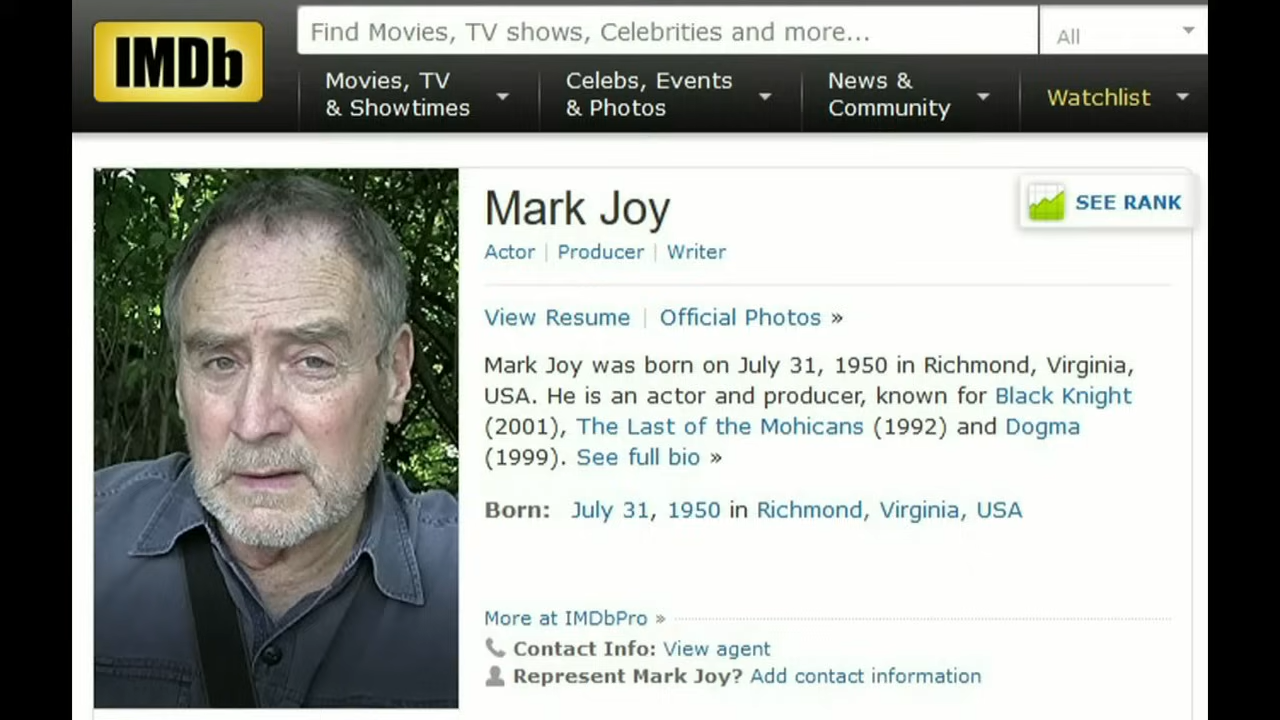 IMDb
Find Movies, TV shows, Celebrities and more...
All
Movies, TV
& Showtimes
Celebs, Events
& Photos
News &
Community
Watchlist
Mark Joy
SEE RANK
Actor | Producer | Writer
View Resume | Official Photos »
Mark Joy was born on July 31, 1950 in Richmond, Virginia,
USA. He is an actor and producer, known for Black Knight
(2001), The Last of the Mohicans (1992) and Dogma
(1999). See full bio »
Born: July 31, 1950 in Richmond, Virginia, USA
More at IMDbPro »
Contact Info: View agent
Represent Mark Joy? Add contact information